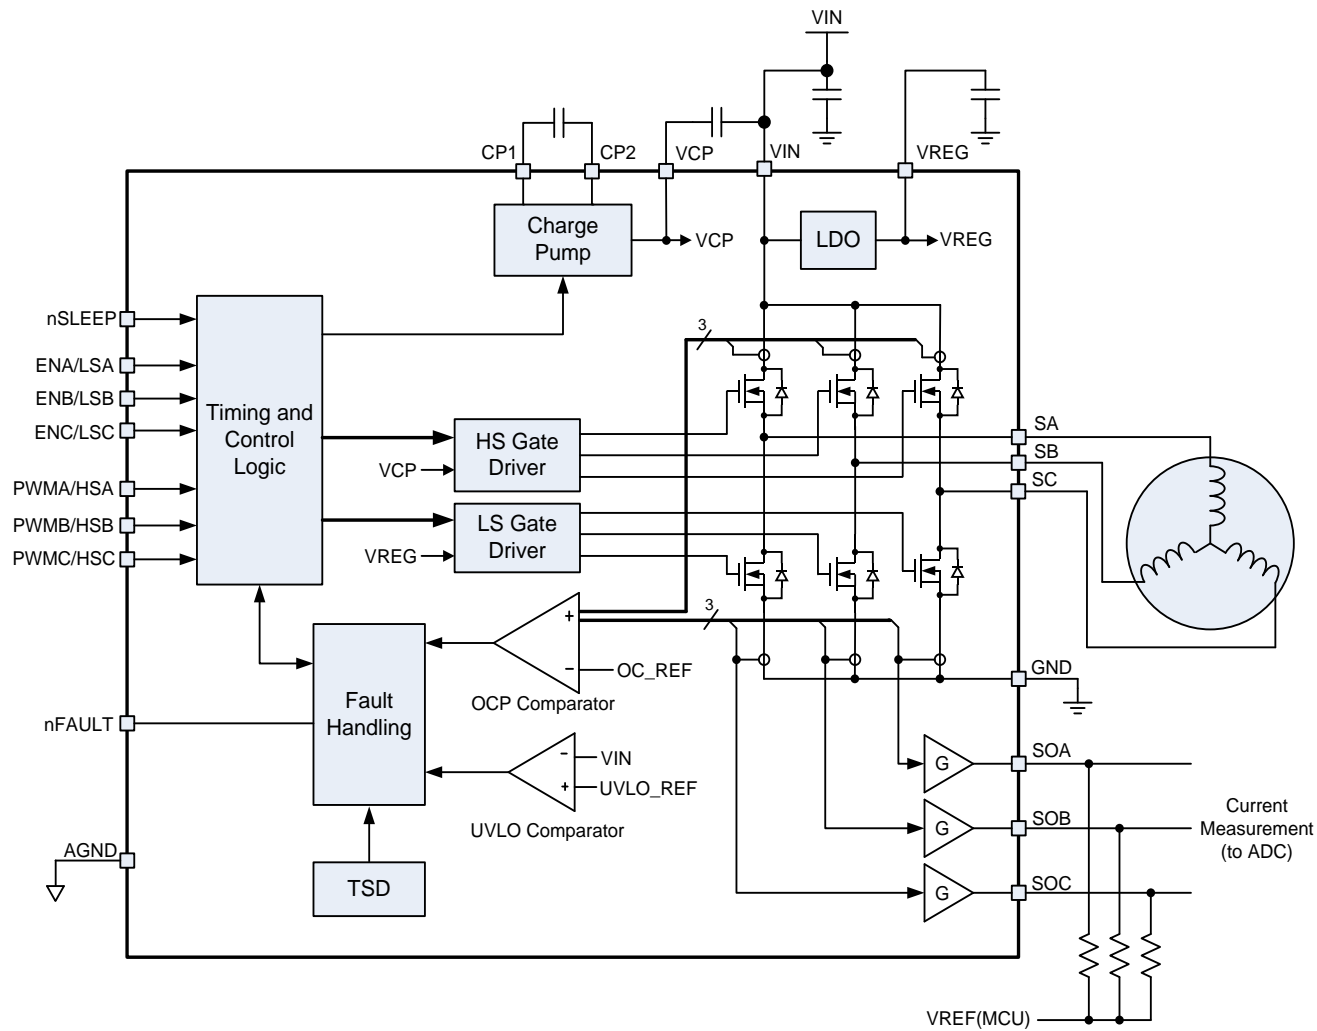 VIN
CP1
CP2
VCP
VIN
VREG
Charge
Pump
VCP
LDO
VREG
nSLEEP
ENA/LSA
ENB/LSB
ENC/LSC
PWMA/HSA
PWMB/HSB
PWMC/HSC
Timing and
Control
Logic
3
HS Gate
Driver
VCP
LS Gate
Driver
VREG
SA
SB
SC
3
+
–
OC_REF
OCP Comparator
GND
Fault
Handling
nFAULT
–
+
VIN
UVLO_REF
UVLO Comparator
G
SOA
G
SOB
G
SOC
Current
Measurement
(to ADC)
AGND
TSD
VREF(MCU)